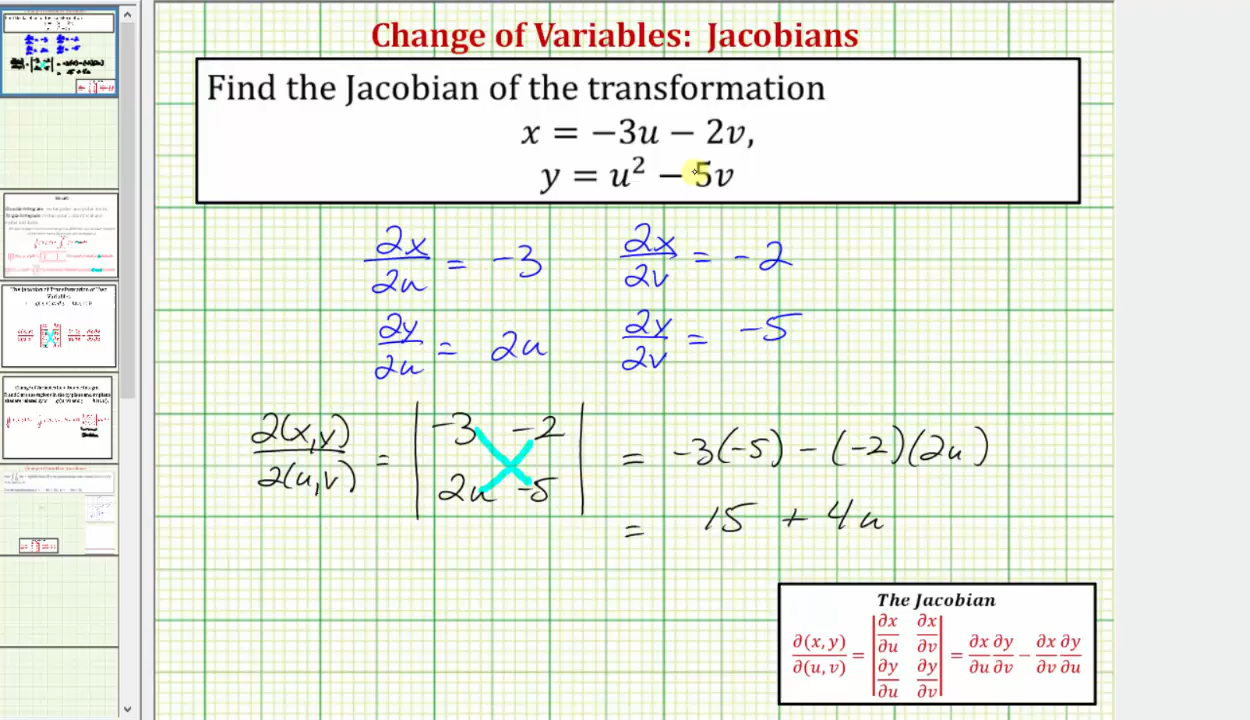 Change of Variables: Jacobians
Find the Jacobian of the transformation
x = −3u − 2v,
y = u² − 5v
∂x/∂u = -3 ∂x/∂v = -2
∂y/∂u = 2u ∂y/∂v = -5
∂(x,y)/∂(u,v) = | -3 -2 | = -3(-5) - (-2)(2u)
| 2u -5 |
= 15 + 4u
The Jacobian
∂(x,y)/∂(u,v) = | ∂x/∂u ∂x/∂v | = ∂x/∂u ∂y/∂v − ∂x/∂v ∂y/∂u
| ∂y/∂u ∂y/∂v |